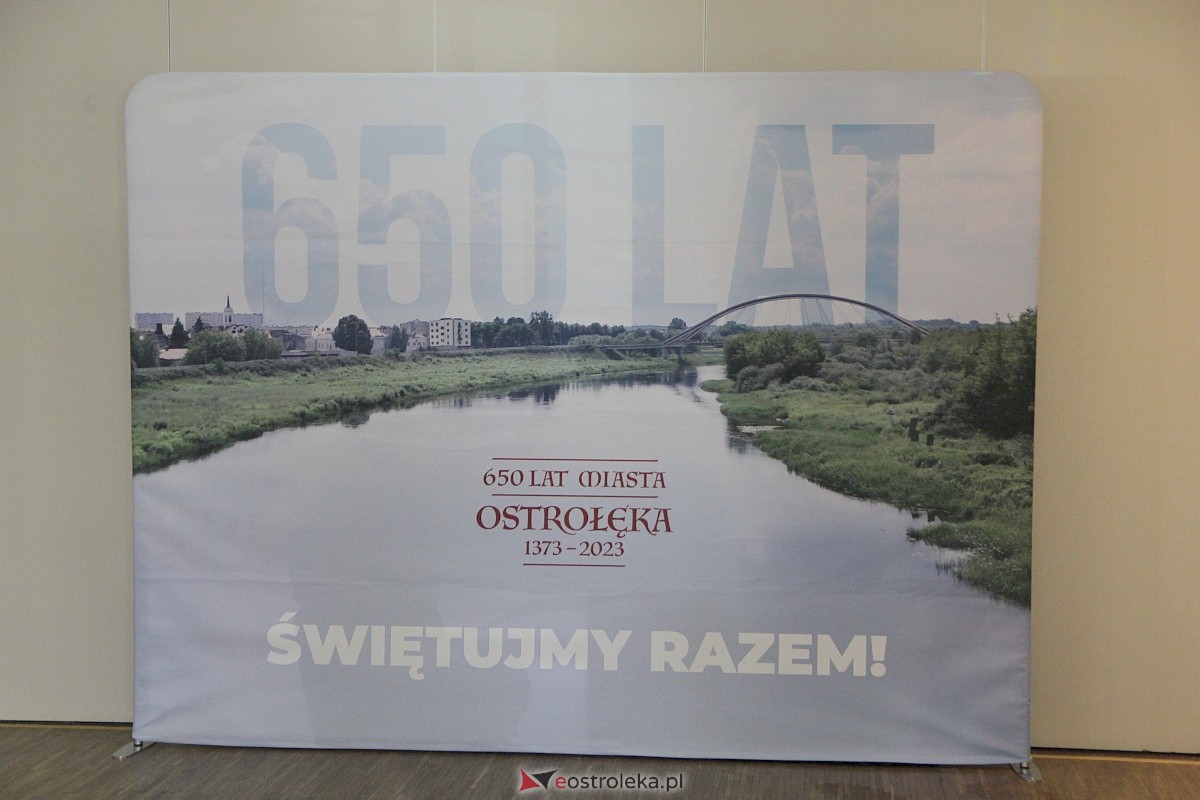 650 LAT
650 LAT MIASTA
OSTROŁĘKA
1373 – 2023
ŚWIĘTUJMY RAZEM!
eostroleka.pl